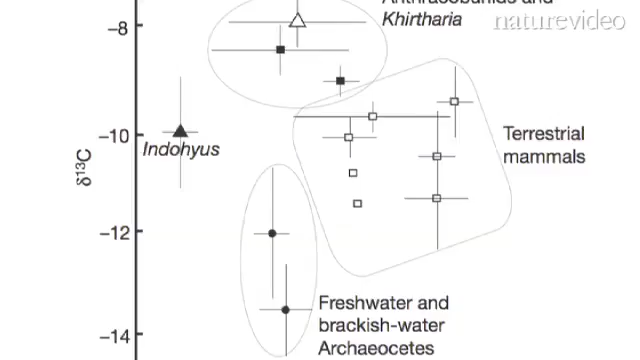 Anthracobunids and
Khirtharia
naturevideo
−8
−10
Indohyus
Terrestrial
mammals
δ13C
−12
Freshwater and
brackish-water
Archaeocetes
−14